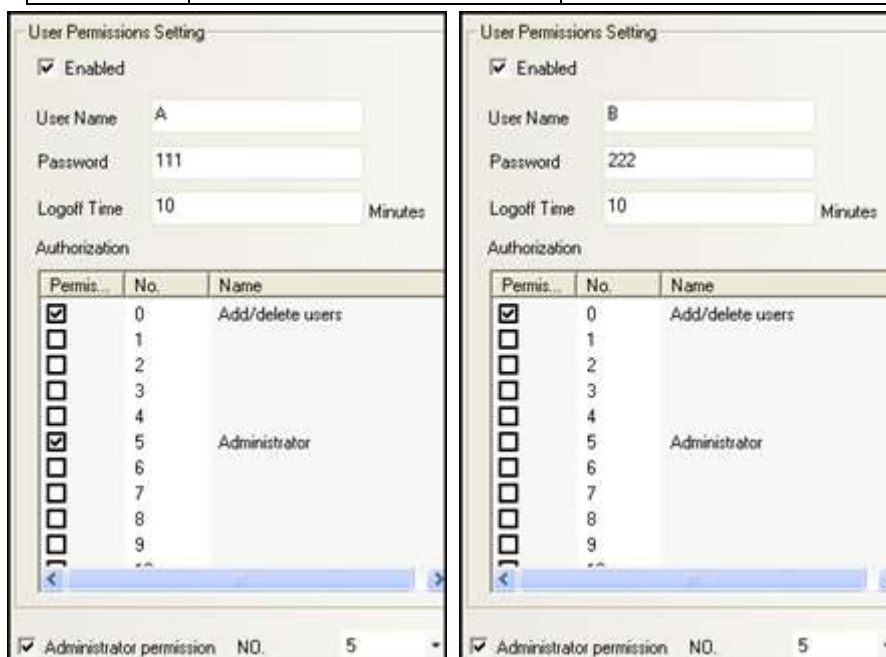 User Permissions Setting
Enabled
User Name A
Password 111
Logoff Time 10 Minutes
Authorization
Permis... No. Name
0 Add/delete users
1
2
3
4
5 Administrator
6
7
8
9
Administrator permission NO. 5
User Permissions Setting
Enabled
User Name B
Password 222
Logoff Time 10 Minutes
Authorization
Permis... No. Name
0 Add/delete users
1
2
3
4
5 Administrator
6
7
8
9
Administrator permission NO. 5